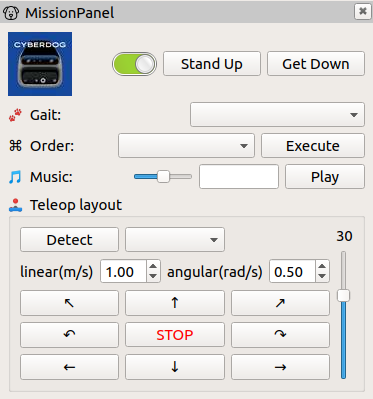 MissionPanel
CYBERDOG
Stand Up Get Down
Gait:
⌘ Order: Execute
Music: Play
Teleop layout
30
Detect
linear(m/s) 1.00 angular(rad/s) 0.50
↖ ↑ ↗
↶ STOP ↷
← ↓ →